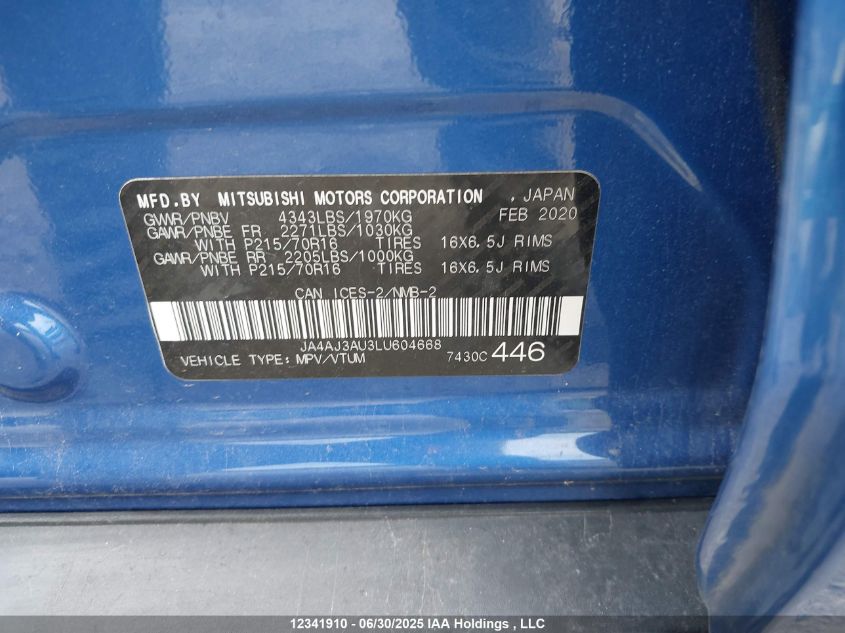 MFD.BY MITSUBISHI MOTORS CORPORATION , JAPAN
GVWR/PNBV 4343LBS/1970KG FEB 2020
GAWR/PNBE FR 2271LBS/1030KG
WITH P215/70R16 TIRES 16X6.5J RIMS
GAWR/PNBE RR 2205LBS/1000KG
WITH P215/70R16 TIRES 16X6.5J RIMS
CAN ICES-2/NMB-2
JA4AJ3AU3LU604668
VEHICLE TYPE: MPV/VTUM 7430C 446
12341910 - 06/30/2025 IAA Holdings , LLC